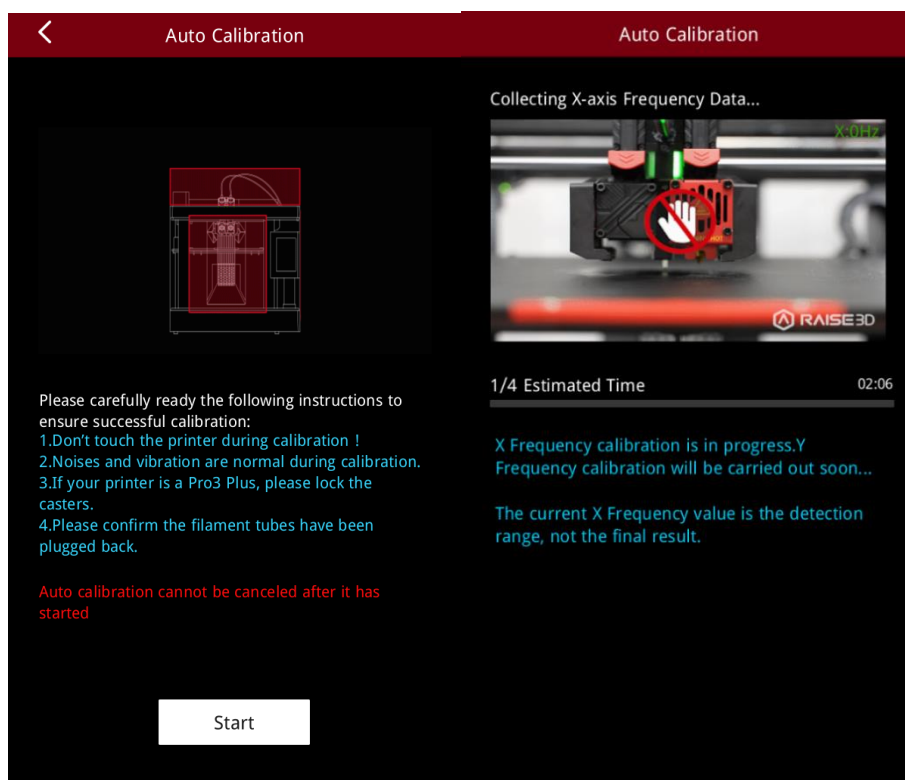 Auto Calibration
Please carefully ready the following instructions to
ensure successful calibration:
1.Don't touch the printer during calibration !
2.Noises and vibration are normal during calibration.
3.If your printer is a Pro3 Plus, please lock the
casters.
4.Please confirm the filament tubes have been
plugged back.
Auto calibration cannot be canceled after it has
started
Start
Auto Calibration
Collecting X-axis Frequency Data...
X:0Hz
RAISE3D
1/4 Estimated Time
02:06
X Frequency calibration is in progress.Y
Frequency calibration will be carried out soon...
The current X Frequency value is the detection
range, not the final result.